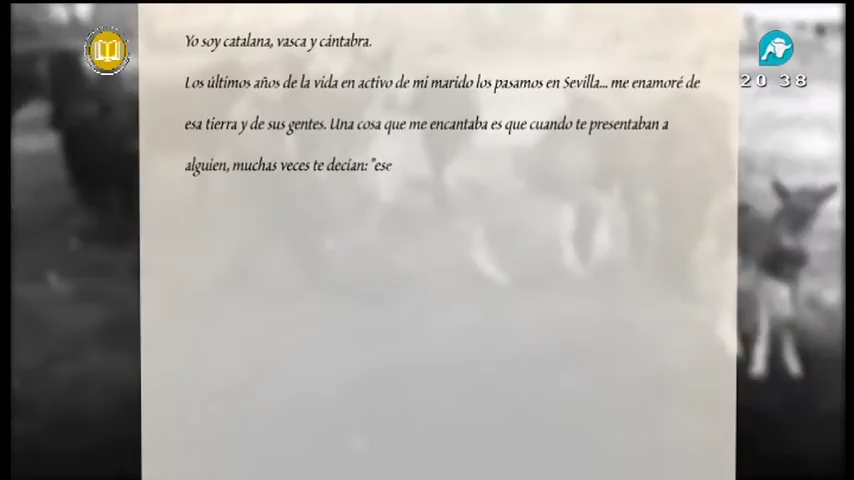 Yo soy catalana, vasca y cántabra.
Los últimos años de la vida en activo de mi marido los pasamos en Sevilla... me enamoré de
esa tierra y de sus gentes. Una cosa que me encantaba es que cuando te presentaban a
alguien, muchas veces te decían: "ese
20 38